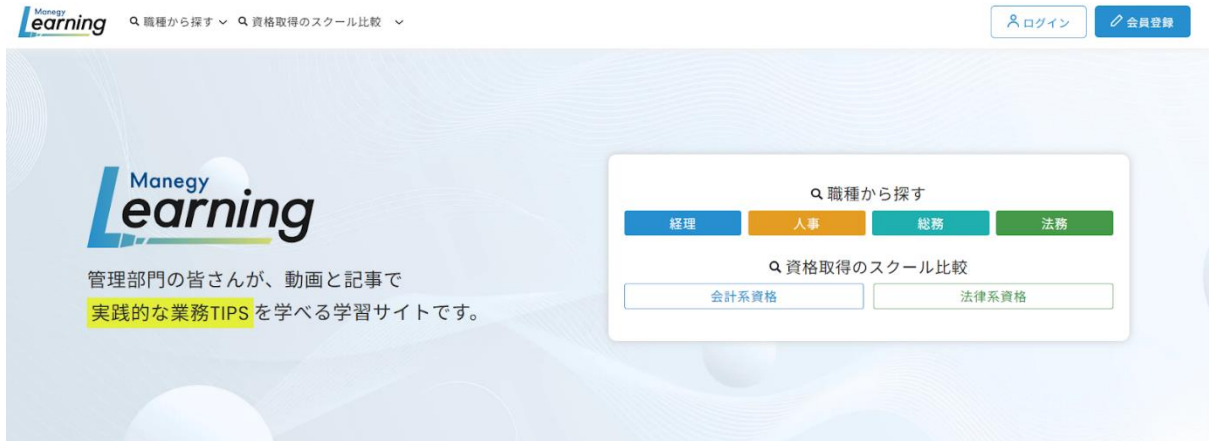 Manegy
Learning
職種から探す
資格取得のスクール比較
ログイン
会員登録
Manegy
Learning
管理部門の皆さんが、動画と記事で
実践的な業務TIPSを学べる学習サイトです。
職種から探す
経理 人事 総務 法務
資格取得のスクール比較
会計系資格 法律系資格